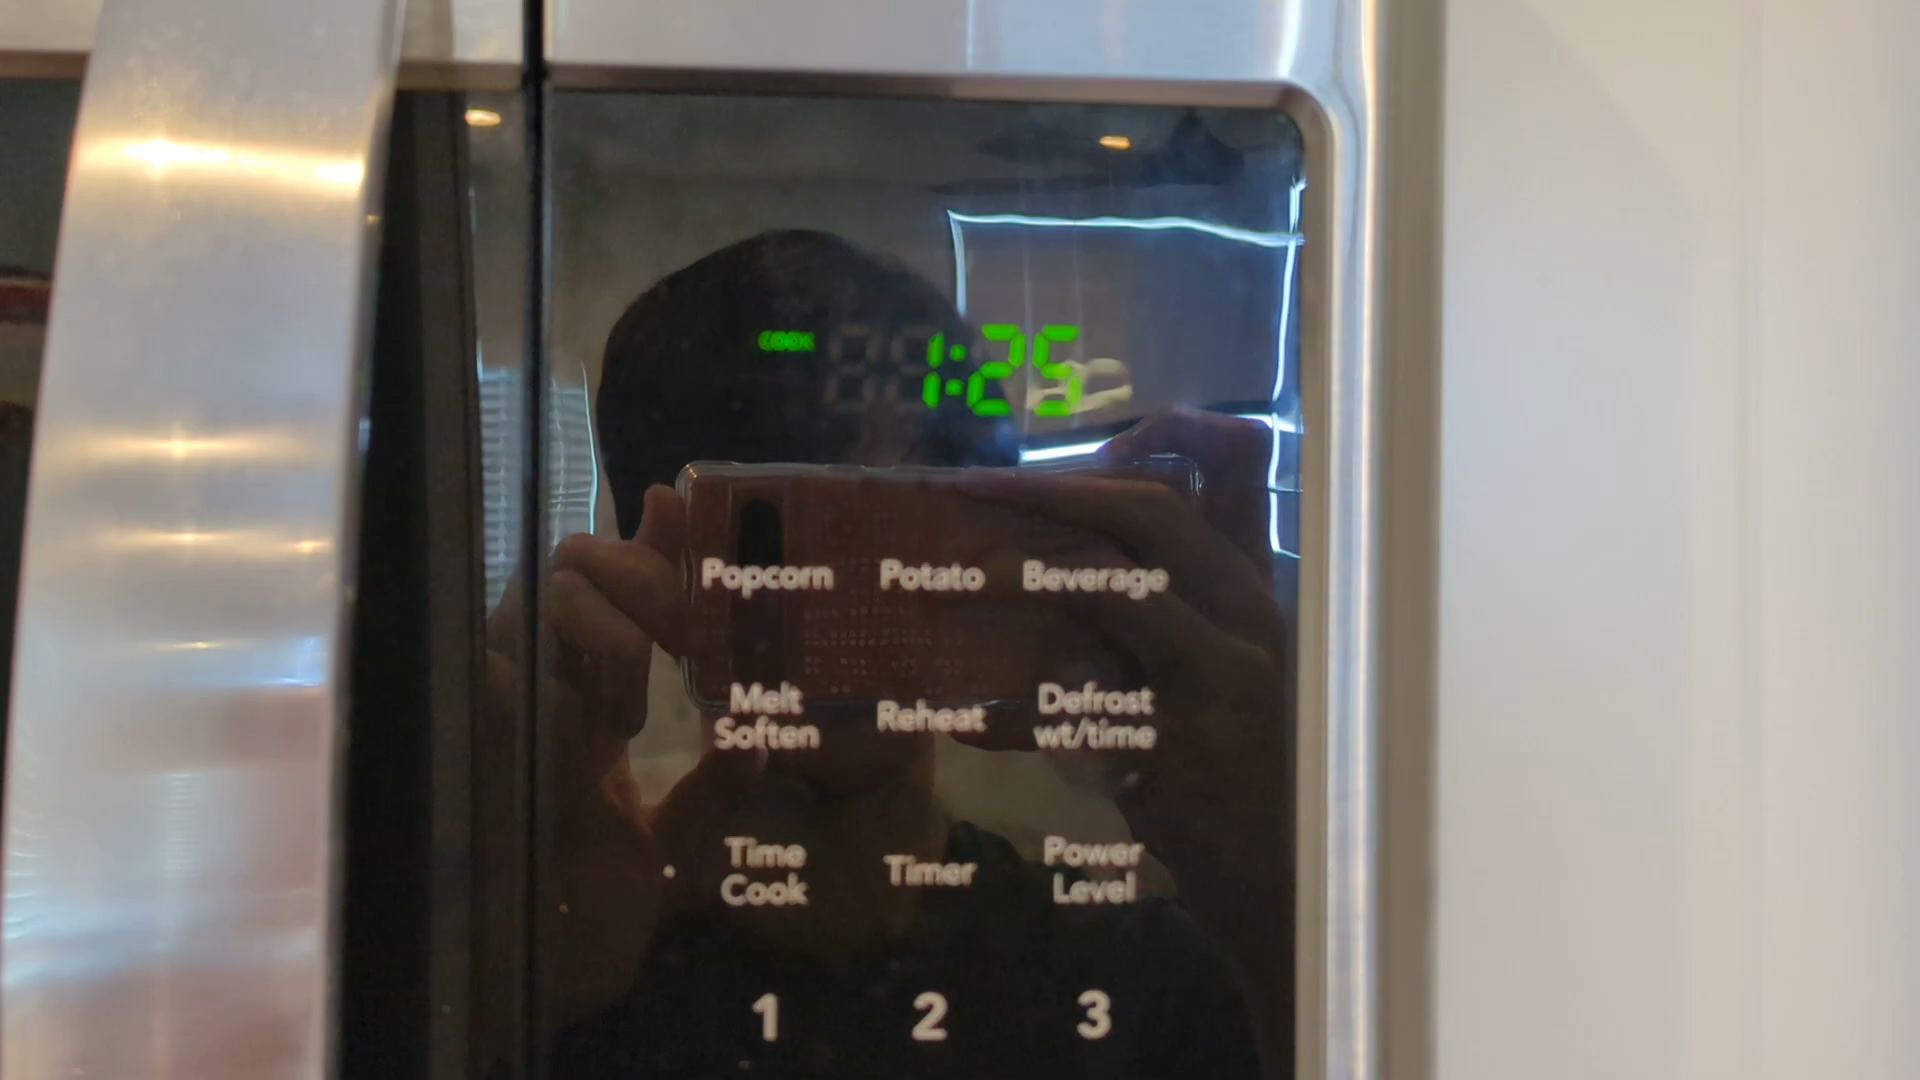 COOK 1:25
Popcorn Potato Beverage
Melt Soften Reheat Defrost wt/time
Time Cook Timer Power Level
1 2 3